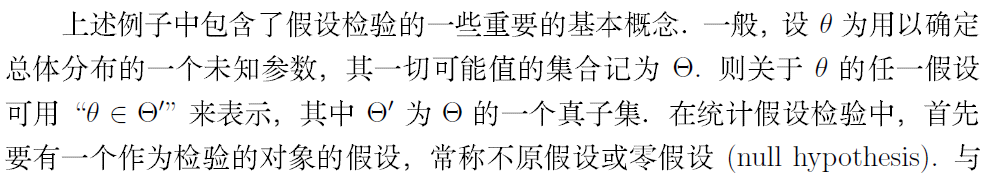 上述例子中包含了假设检验的一些重要的基本概念. 一般, 设 θ 为用以确定
总体分布的一个未知参数, 其一切可能值的集合记为 Θ. 则关于 θ 的任一假设
可用 “θ ∈ Θ′” 来表示, 其中 Θ′ 为 Θ 的一个真子集. 在统计假设检验中, 首先
要有一个作为检验的对象的假设, 常称不原假设或零假设 (null hypothesis). 与